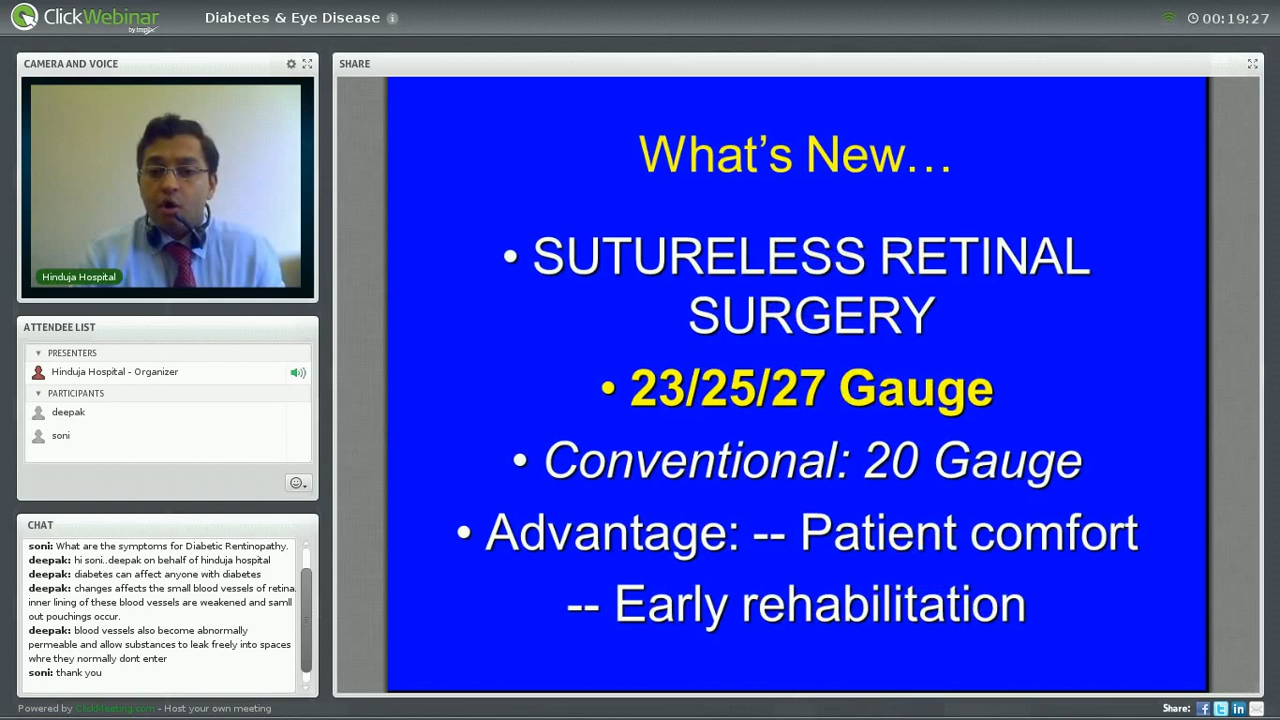 ClickWebinar
by Implix
Diabetes & Eye Disease
00:19:27
CAMERA AND VOICE
Hinduja Hospital
ATTENDEE LIST
PRESENTERS
Hinduja Hospital - Organizer
PARTICIPANTS
deepak
soni
CHAT
soni: What are the symptoms for Diabetic Rentinopathy.
deepak: hi soni..deepak on behalf of hinduja hospital
deepak: diabetes can affect anyone with diabetes
deepak: changes affects the small blood vessels of retina.
inner lining of these blood vessels are weakened and samll
out pouchings occur.
deepak: blood vessels also become abnormally
permeable and allow substances to leak freely into spaces
whre they normally dont enter
soni: thank you
SHARE
What's New…
• SUTURELESS RETINAL
SURGERY
• 23/25/27 Gauge
• Conventional: 20 Gauge
• Advantage: -- Patient comfort
-- Early rehabilitation
Powered by ClickMeeting.com - Host your own meeting
Share: